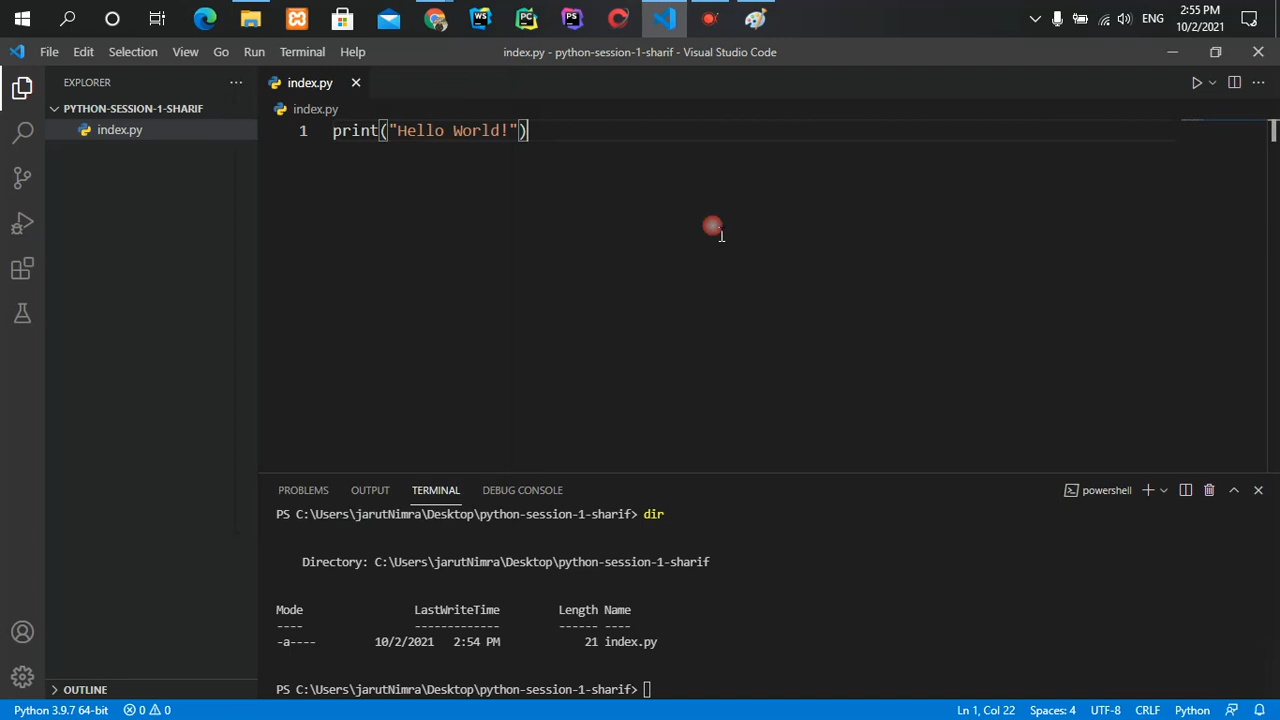 WS
PC
PS
ENG
2:55 PM
10/2/2021
File Edit Selection View Go Run Terminal Help
index.py - python-session-1-sharif - Visual Studio Code
EXPLORER
index.py
PYTHON-SESSION-1-SHARIF
index.py
index.py
1 print("Hello World!")
PROBLEMS OUTPUT TERMINAL DEBUG CONSOLE
powershell
PS C:\Users\jarutNimra\Desktop\python-session-1-sharif> dir
Directory: C:\Users\jarutNimra\Desktop\python-session-1-sharif
Mode LastWriteTime Length Name
---- ------------- ------ ----
-a---- 10/2/2021 2:54 PM 21 index.py
PS C:\Users\jarutNimra\Desktop\python-session-1-sharif>
OUTLINE
Python 3.9.7 64-bit 0 0 Ln 1, Col 22 Spaces: 4 UTF-8 CRLF Python